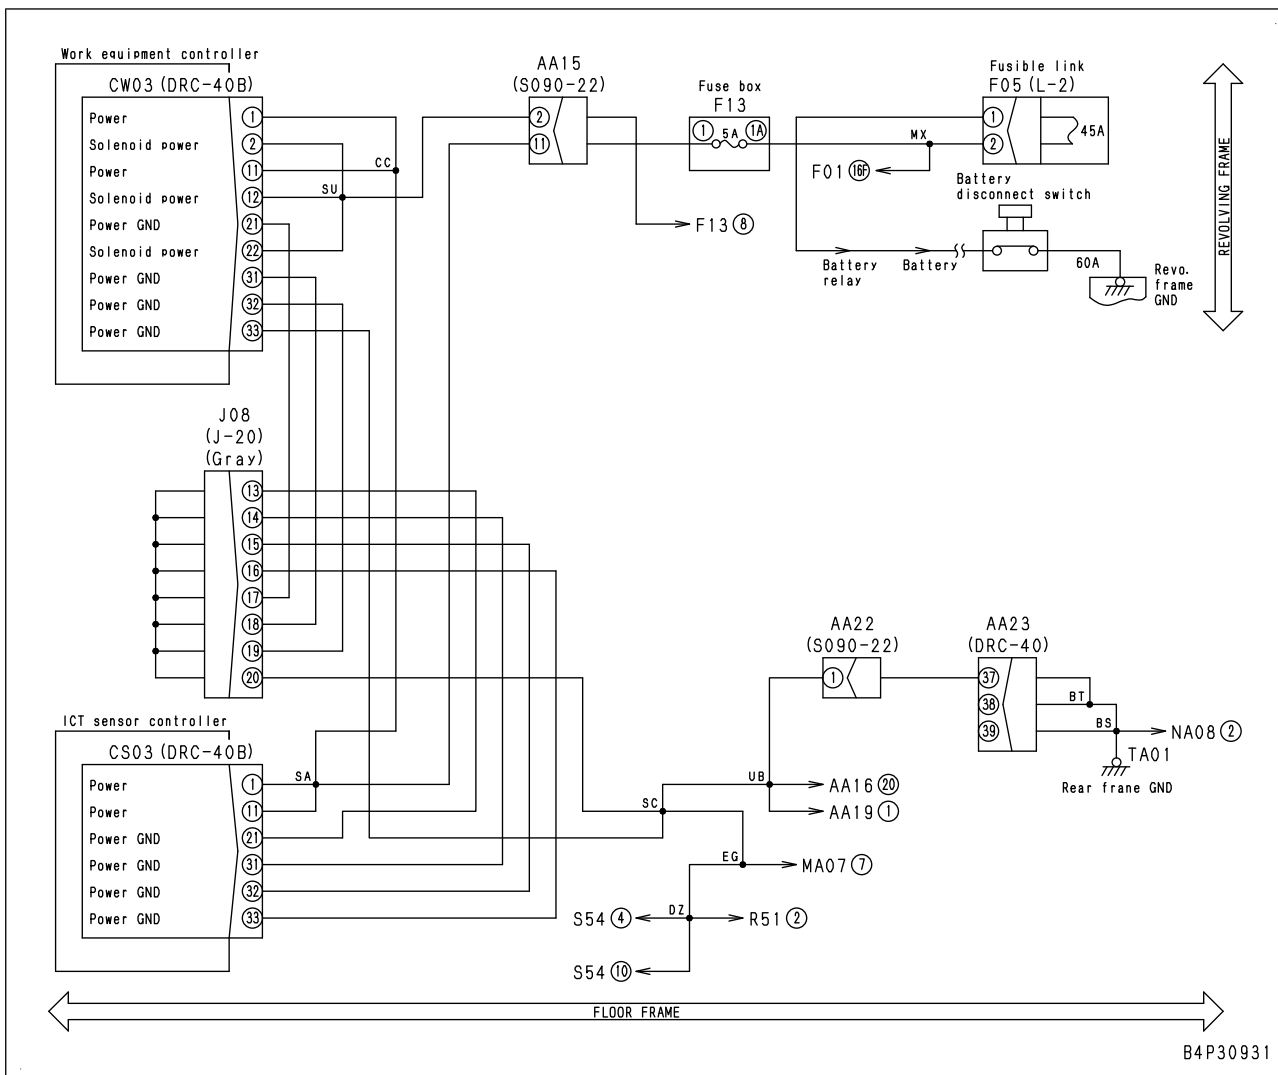 Work equipment controller
CW03 (DRC-40B)
Power 1
Solenoid power 2
Power 11
Solenoid power 12
Power GND 21
Solenoid power 22
Power GND 31
Power GND 32
Power GND 33
CC
SU
AA15
(S090-22)
2
11
Fuse box
F13
1 5A 1A
MX
Fusible link
F05 (L-2)
1
2
45A
F01 16F
F13 8
Battery
disconnect switch
Battery
relay
Battery
60A
Revo.
frame
GND
REVOLVING FRAME
J08
(J-20)
(Gray)
13
14
15
16
17
18
19
20
ICT sensor controller
CS03 (DRC-40B)
Power 1
Power 11
Power GND 21
Power GND 31
Power GND 32
Power GND 33
SA
AA22
(S090-22)
1
AA23
(DRC-40)
37
38
39
BT
BS
NA08 2
TA01
Rear frane GND
UB
AA16 20
AA19 1
SC
EG
MA07 7
DZ
S54 4
R51 2
S54 10
FLOOR FRAME
B4P30931